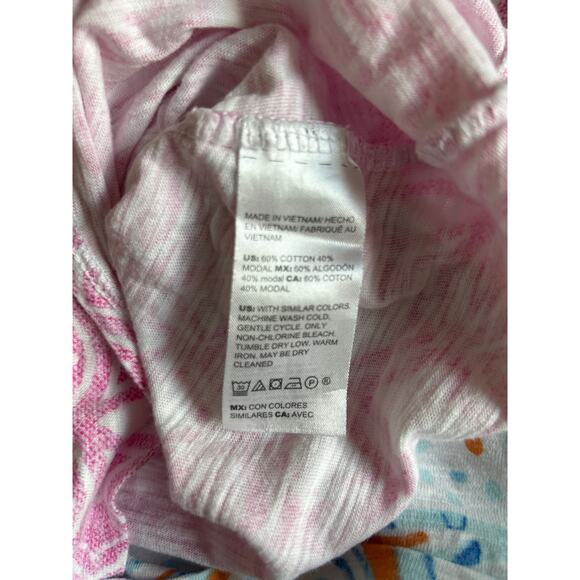 MADE IN VIETNAM/ HECHO
EN VIETNAM/ FABRIQUÉ AU
VIETNAM
US: 60% COTTON 40%
MODAL MX: 60% ALGODÓN
40% modal CA: 60% COTON
40% MODAL
US: WITH SIMILAR COLORS.
MACHINE WASH COLD.
GENTLE CYCLE. ONLY
NON-CHLORINE BLEACH.
TUMBLE DRY LOW. WARM
IRON. MAY BE DRY
CLEANED
30 P ®
MX: CON COLORES
SIMILARES CA: AVEC